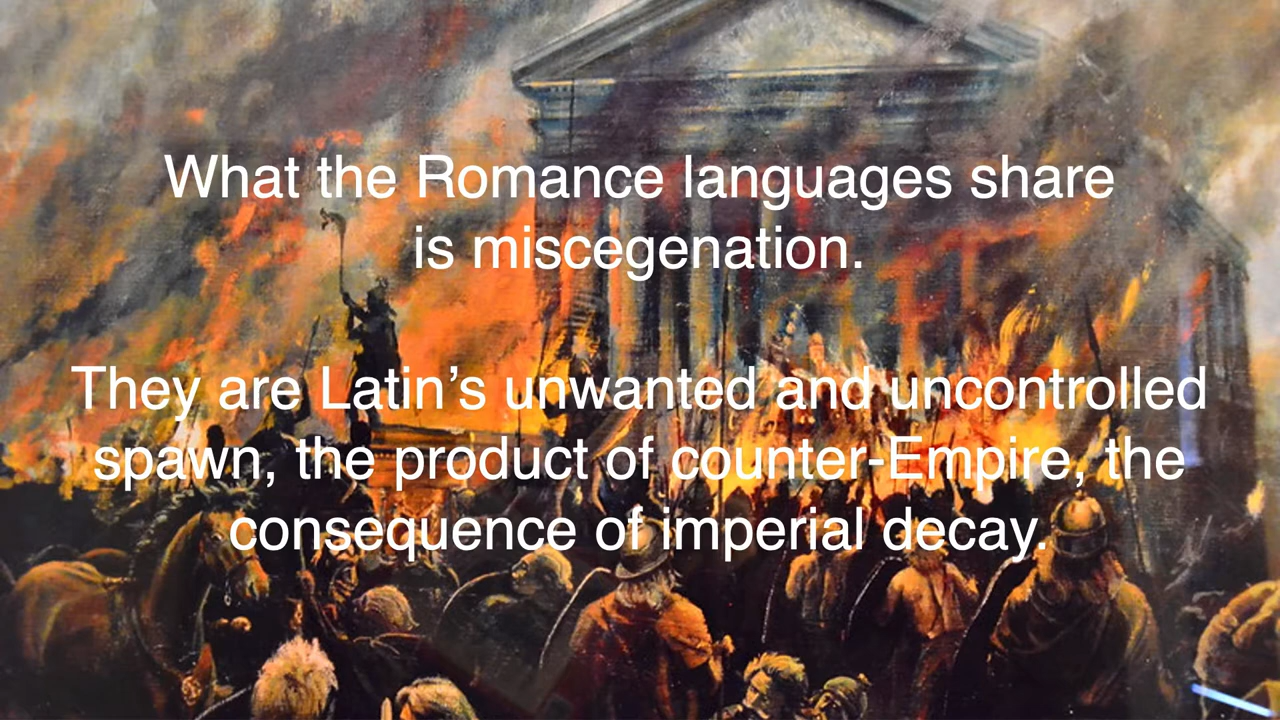 What the Romance languages share
is miscegenation.
They are Latin’s unwanted and uncontrolled
spawn, the product of counter-Empire, the
consequence of imperial decay.